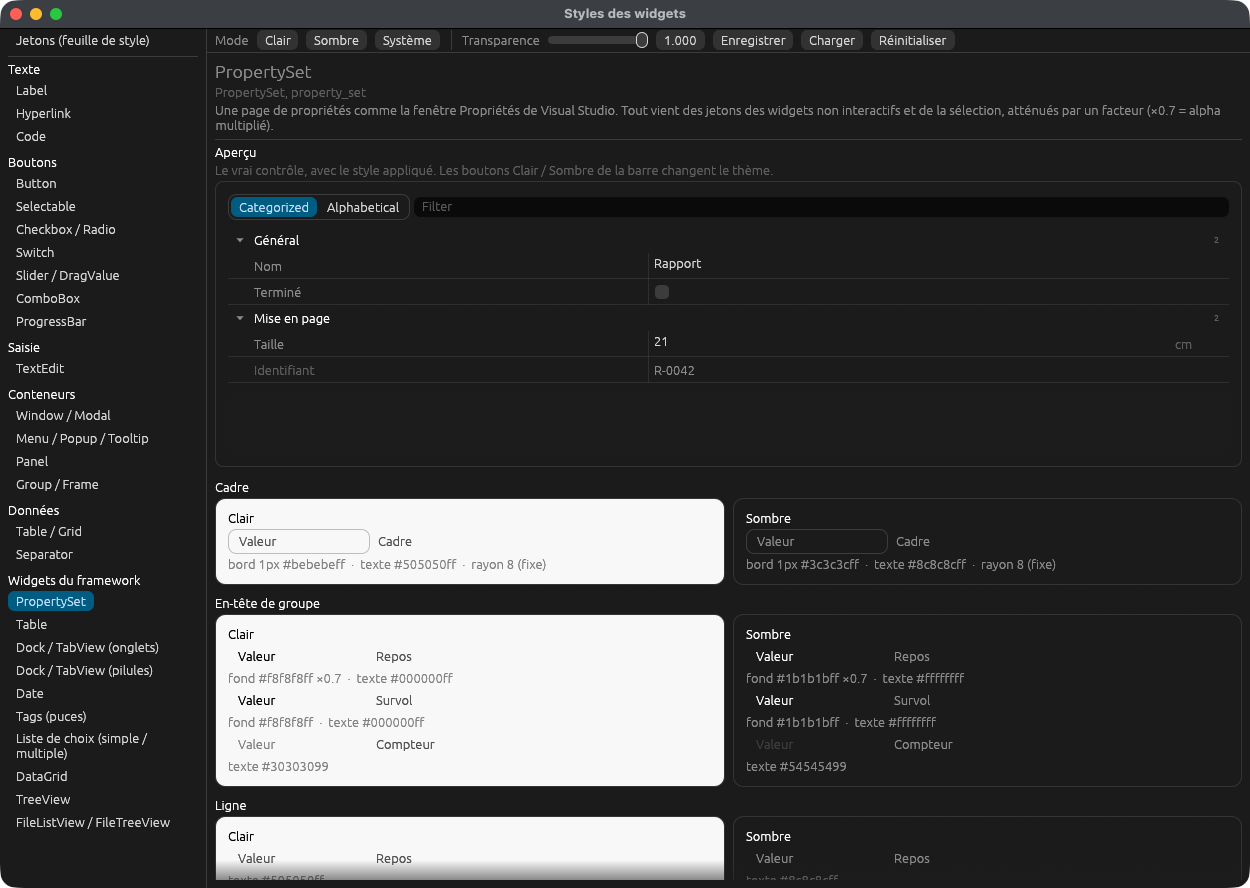 Styles des widgets
Jetons (feuille de style)
Texte
Label
Hyperlink
Code
Boutons
Button
Selectable
Checkbox / Radio
Switch
Slider / DragValue
ComboBox
ProgressBar
Saisie
TextEdit
Conteneurs
Window / Modal
Menu / Popup / Tooltip
Panel
Group / Frame
Données
Table / Grid
Separator
Widgets du framework
PropertySet
Table
Dock / TabView (onglets)
Dock / TabView (pilules)
Date
Tags (puces)
Liste de choix (simple /
multiple)
DataGrid
TreeView
FileListView / FileTreeView
Mode Clair Sombre Système Transparence 1.000 Enregistrer Charger Réinitialiser
PropertySet
PropertySet, property_set
Une page de propriétés comme la fenêtre Propriétés de Visual Studio. Tout vient des jetons des widgets non interactifs et de la sélection, atténués par un facteur (×0.7 = alpha
multiplié).
Aperçu
Le vrai contrôle, avec le style appliqué. Les boutons Clair / Sombre de la barre changent le thème.
Categorized Alphabetical Filter
Général 2
Nom Rapport
Terminé
Mise en page 2
Taille 21 cm
Identifiant R-0042
Cadre
Clair
Valeur Cadre
bord 1px #bebebeff · texte #505050ff · rayon 8 (fixe)
Sombre
Valeur Cadre
bord 1px #3c3c3cff · texte #8c8c8cff · rayon 8 (fixe)
En-tête de groupe
Clair
Valeur Repos
fond #f8f8f8ff ×0.7 · texte #000000ff
Valeur Survol
fond #f8f8f8ff · texte #000000ff
Valeur Compteur
texte #30303099
Sombre
Valeur Repos
fond #1b1b1bff ×0.7 · texte #ffffffff
Valeur Survol
fond #1b1b1bff · texte #ffffffff
Valeur Compteur
texte #54545499
Ligne
Clair
Valeur Repos
texte #505050ff
Sombre
Valeur Repos
texte #8c8c8cff